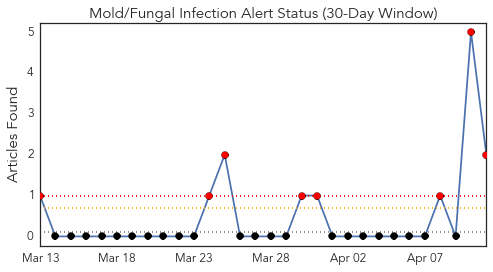 Mold/Fungal Infection Alert Status (30-Day Window)
Articles Found
5
4
3
2
1
0
Mar 13 Mar 18 Mar 23 Mar 28 Apr 02 Apr 07